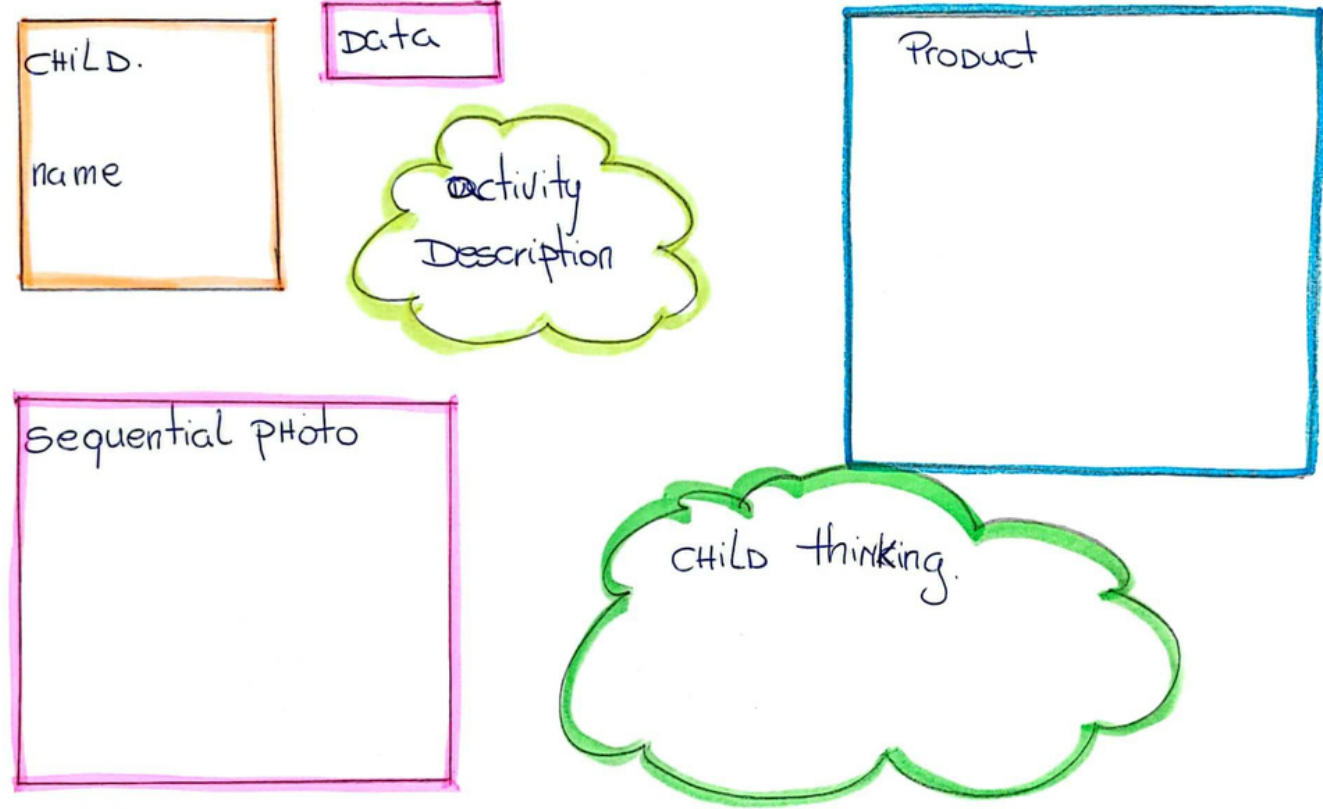 CHiLD.
name
Data
activity
Description
Product
sequential PHoto
CHiLD thinking.